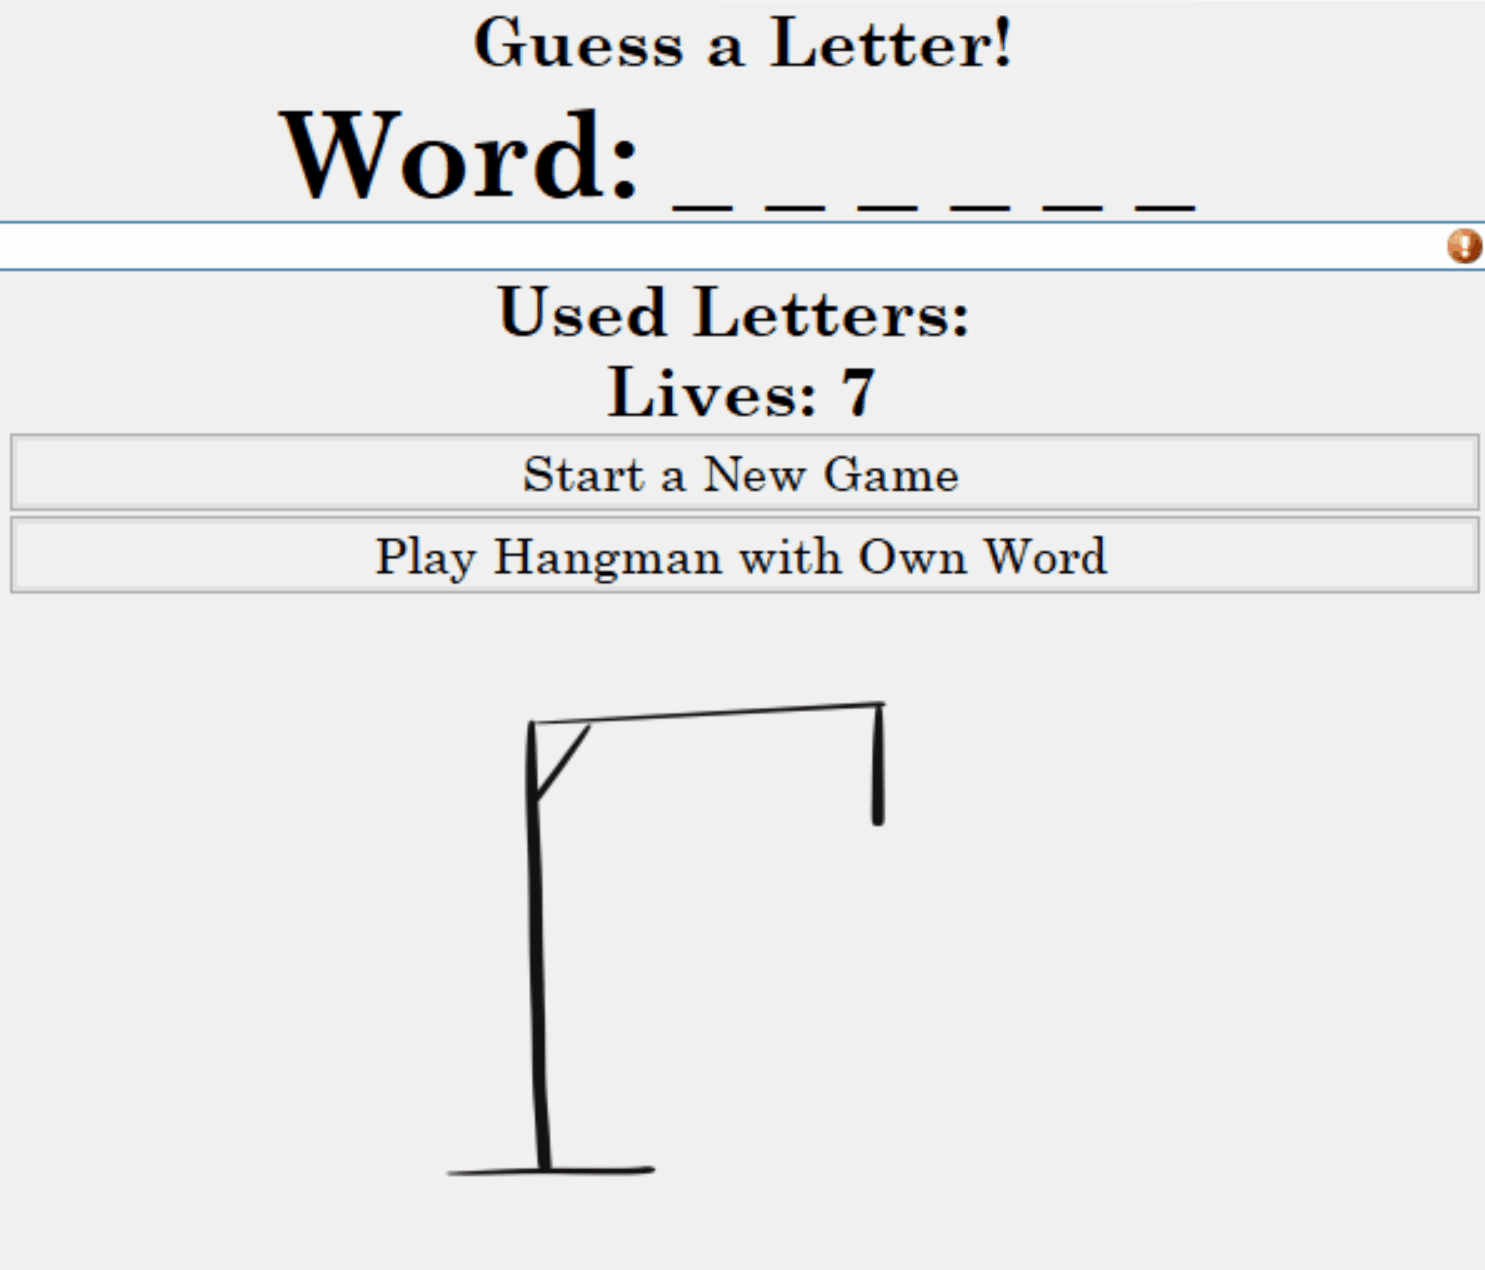 Guess a Letter!
Word: _ _ _ _ _ _
Used Letters:
Lives: 7
Start a New Game
Play Hangman with Own Word